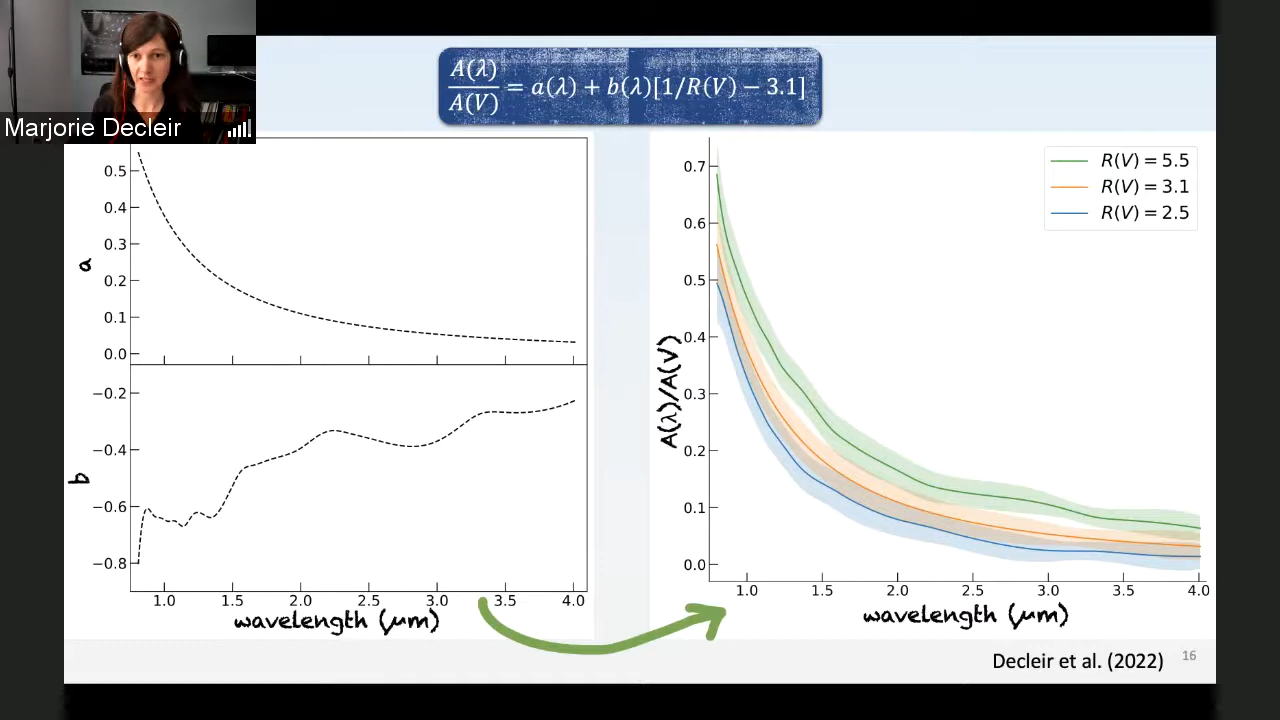 A(λ)/A(V) = a(λ) + b(λ)[1/R(V) − 3.1]
Marjorie Decleir
a
0.5
0.4
0.3
0.2
0.1
0.0
b
−0.2
−0.4
−0.6
−0.8
1.0 1.5 2.0 2.5 3.0 3.5 4.0
wavelength (μm)
R(V) = 5.5
R(V) = 3.1
R(V) = 2.5
A(λ)/A(V)
0.7
0.6
0.5
0.4
0.3
0.2
0.1
0.0
1.0 1.5 2.0 2.5 3.0 3.5 4.0
wavelength (μm)
Decleir et al. (2022) 16